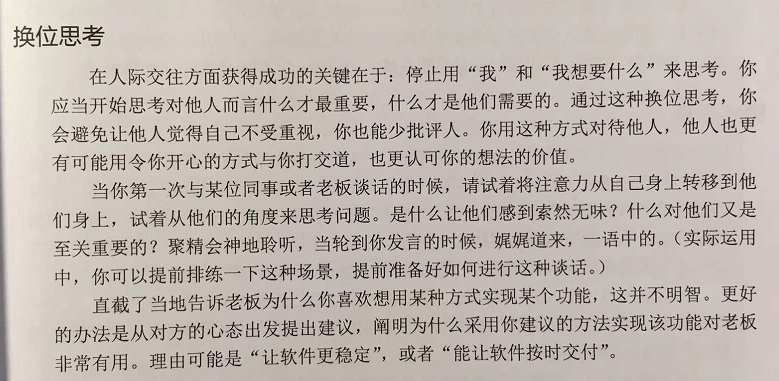 换位思考
在人际交往方面获得成功的关键在于：停止用“我”和“我想要什么”来思考。你
应当开始思考对他人而言什么才最重要，什么才是他们需要的。通过这种换位思考，你
会避免让他人觉得自己不受重视，你也能少批评人。你用这种方式对待他人，他人也更
有可能用令你开心的方式与你打交道，也更认可你的想法的价值。
当你第一次与某位同事或者老板谈话的时候，请试着将注意力从自己身上转移到他
们身上，试着从他们的角度来思考问题。是什么让他们感到索然无味？什么对他们又是
至关重要的？聚精会神地聆听，当轮到你发言的时候，娓娓道来，一语中的。（实际运用
中，你可以提前排练一下这种场景，提前准备好如何进行这种谈话。）
直截了当地告诉老板为什么你喜欢想用某种方式实现某个功能，这并不明智。更好
的办法是从对方的心态出发提出建议，阐明为什么采用你建议的方法实现该功能对老板
非常有用。理由可能是“让软件更稳定”，或者“能让软件按时交付”。